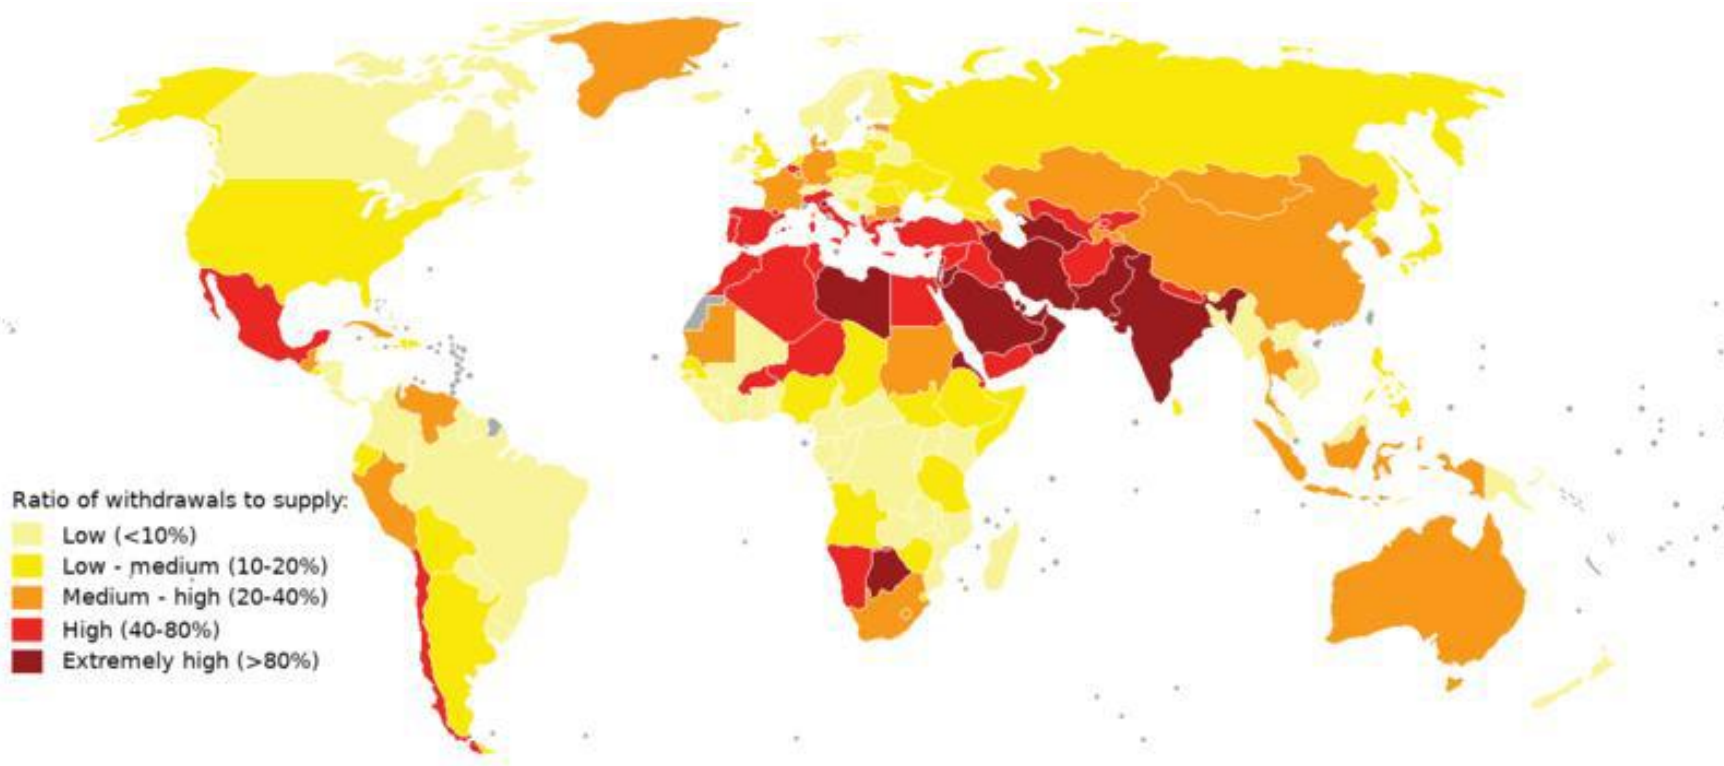 Ratio of withdrawals to supply:
Low (<10%)
Low - medium (10-20%)
Medium - high (20-40%)
High (40-80%)
Extremely high (>80%)